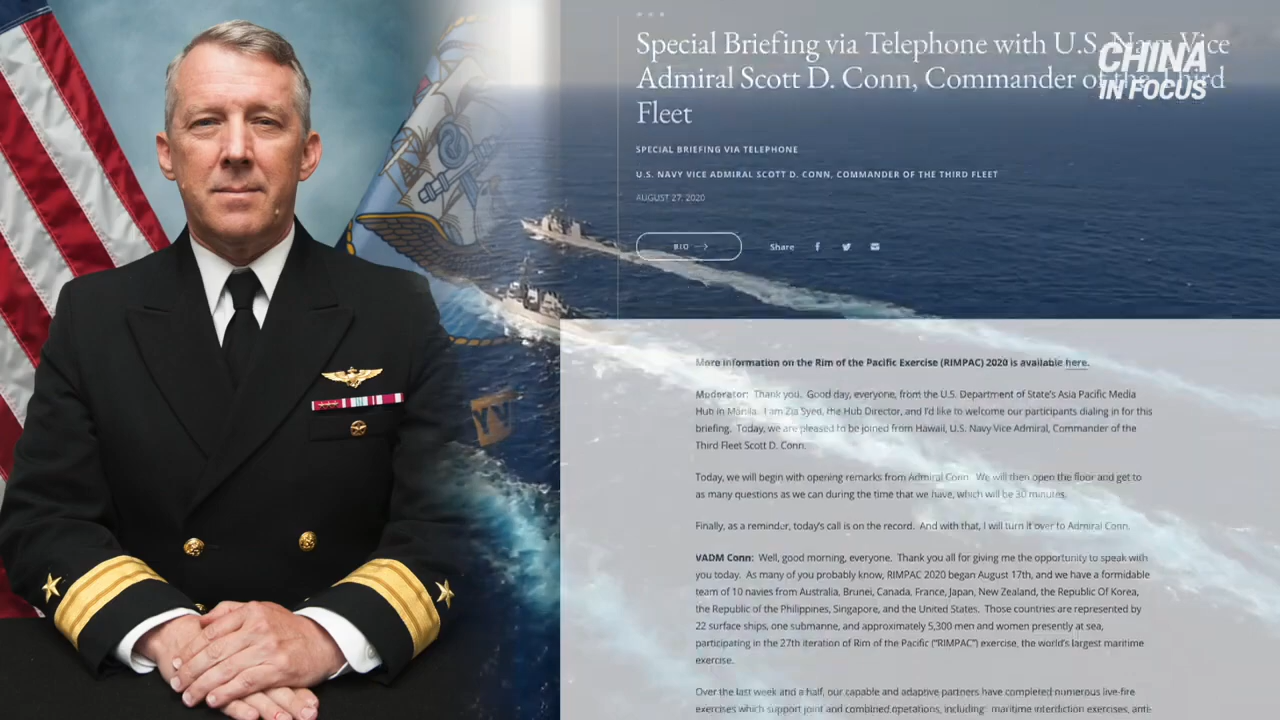 Special Briefing via Telephone with U.S. Navy Vice
Admiral Scott D. Conn, Commander of the Third
Fleet
CHINA
IN FOCUS
SPECIAL BRIEFING VIA TELEPHONE
U.S. NAVY VICE ADMIRAL SCOTT D. CONN, COMMANDER OF THE THIRD FLEET
AUGUST 27, 2020
BIO
Share
More information on the Rim of the Pacific Exercise (RIMPAC) 2020 is available here.
Moderator: Thank you. Good day, everyone, from the U.S. Department of State's Asia Pacific Media
Hub in Manila. I am Zia Syed, the Hub Director, and I'd like to welcome our participants dialing in for this
briefing. Today, we are pleased to be joined from Hawaii, U.S. Navy Vice Admiral, Commander of the
Third Fleet Scott D. Conn.
Today, we will begin with opening remarks from Admiral Conn. We will then open the floor and get to
as many questions as we can during the time that we have, which will be 30 minutes.
Finally, as a reminder, today's call is on the record. And with that, I will turn it over to Admiral Conn.
VADM Conn: Well, good morning, everyone. Thank you all for giving me the opportunity to speak with
you today. As many of you probably know, RIMPAC 2020 began August 17th, and we have a formidable
team of 10 navies from Australia, Brunei, Canada, France, Japan, New Zealand, the Republic Of Korea,
the Republic of the Philippines, Singapore, and the United States. Those countries are represented by
22 surface ships, one submarine, and approximately 5,300 men and women presently at sea,
participating in the 27th iteration of Rim of the Pacific ("RIMPAC") exercise, the world's largest maritime
exercise.
Over the last week and a half, our capable and adaptive partners have completed numerous live-fire
exercises which support joint and combined operations, including: maritime interdiction exercises, anti-